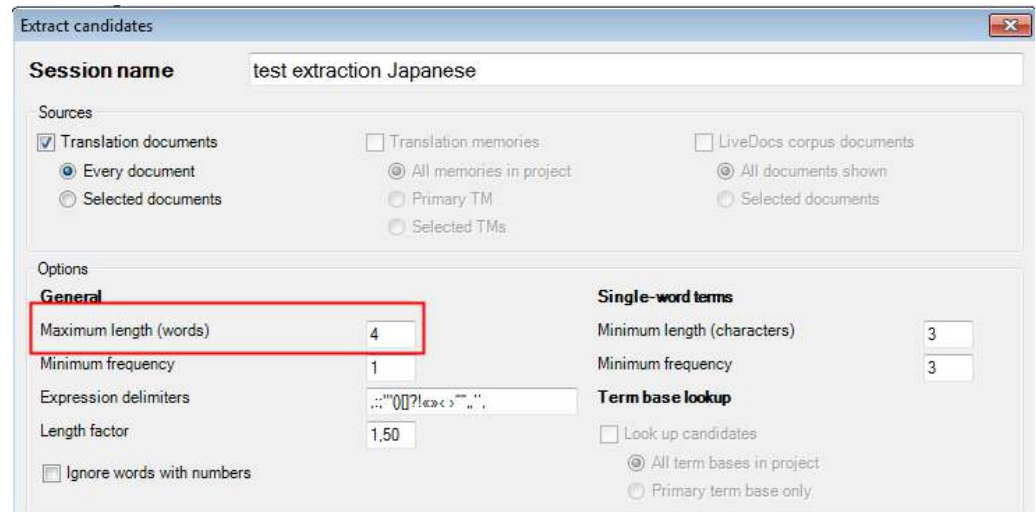 Extract candidates
Session name test extraction Japanese
Sources
Translation documents Translation memories LiveDocs corpus documents
Every document All memories in project All documents shown
Selected documents Primary TM Selected documents
Selected TMs
Options
General Single-word terms
Maximum length (words) 4 Minimum length (characters) 3
Minimum frequency 1 Minimum frequency 3
Expression delimiters Term base lookup
Length factor 1,50 Look up candidates
Ignore words with numbers All term bases in project
Primary term base only